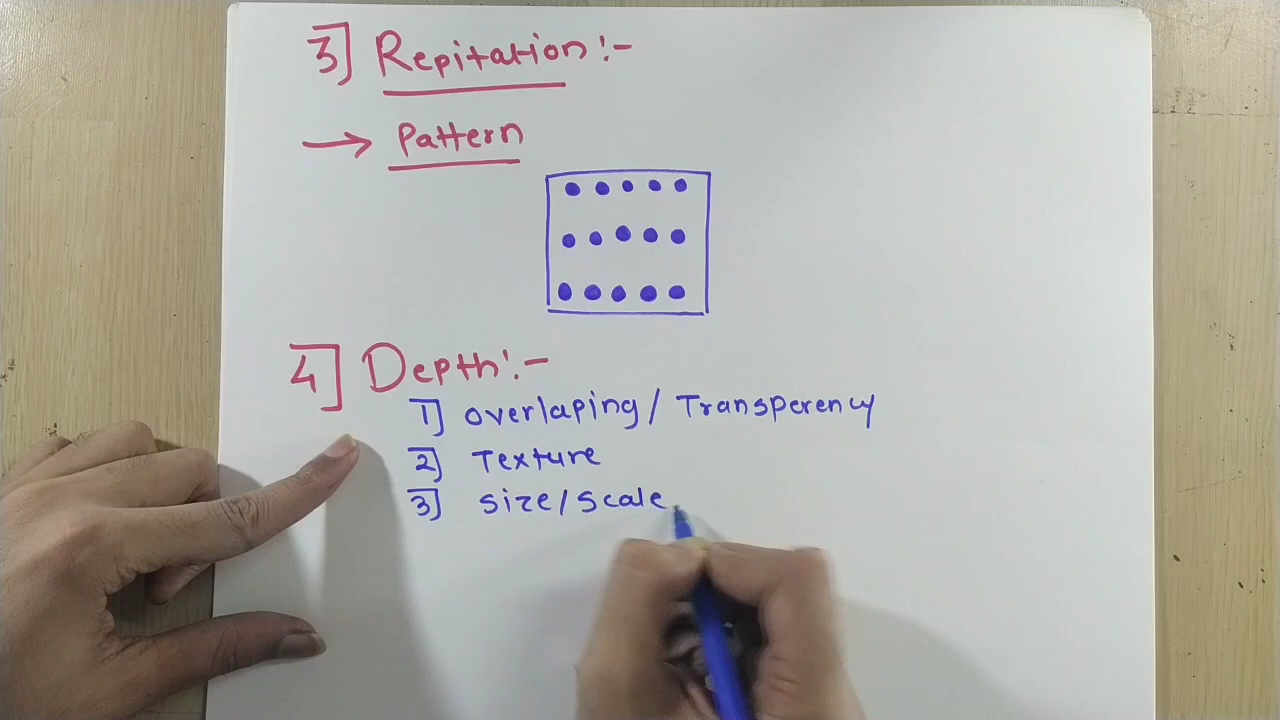 3] Repitation :-
→ Pattern
4] Depth :-
1] Overlaping / Transperency
2] Texture
3] Size/Scale